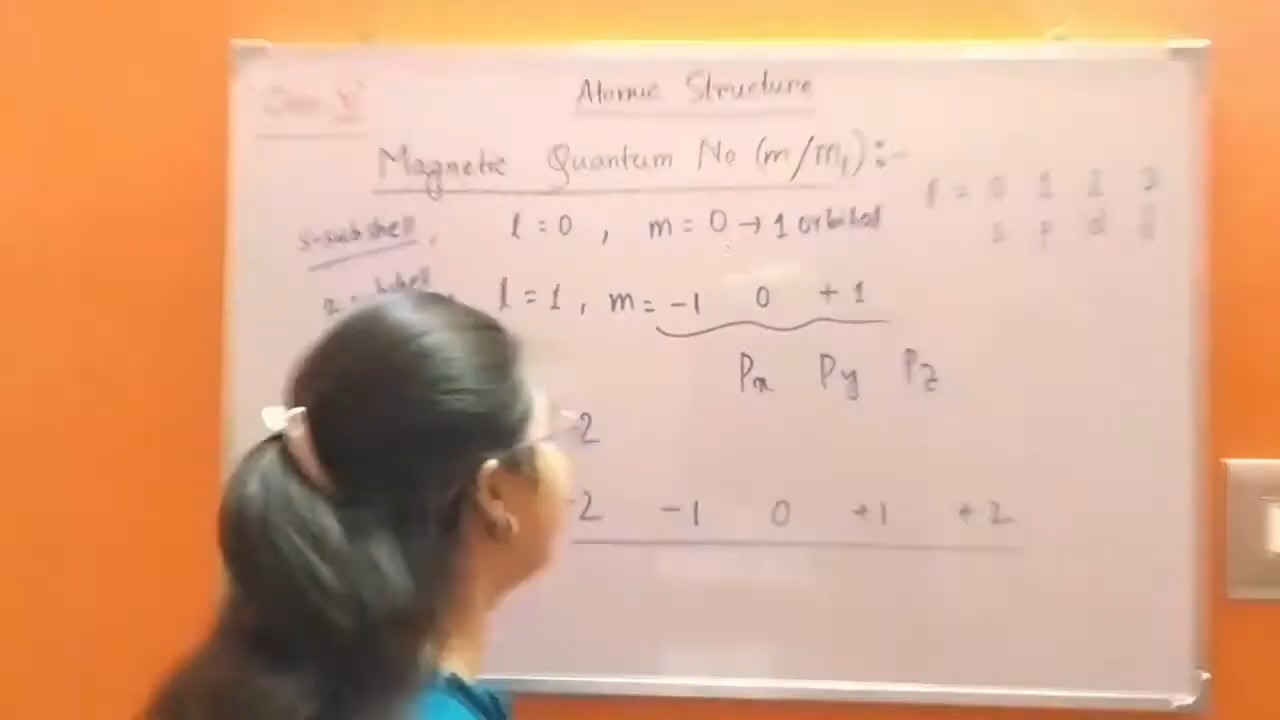 Atomic Structure
Magnetic Quantum No (m/m₁) :-
l = 0 1 2 3
s p d
s-subshell, l = 0 , m = 0 → 1 orbital
l = 1 , m = -1 0 +1
Px Py Pz
2
-2 -1 0 +1 +2